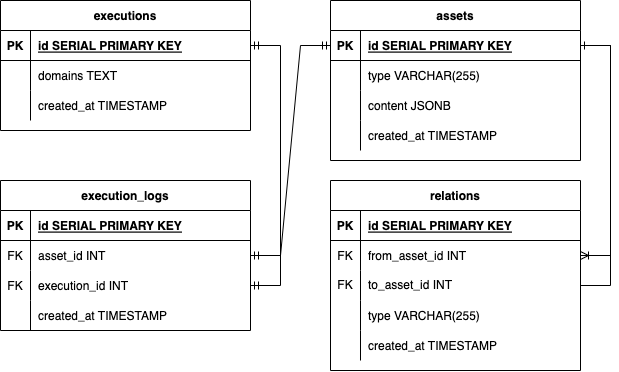 executions
PK id SERIAL PRIMARY KEY
domains TEXT
created_at TIMESTAMP
assets
PK id SERIAL PRIMARY KEY
type VARCHAR(255)
content JSONB
created_at TIMESTAMP
execution_logs
PK id SERIAL PRIMARY KEY
FK asset_id INT
FK execution_id INT
created_at TIMESTAMP
relations
PK id SERIAL PRIMARY KEY
FK from_asset_id INT
FK to_asset_id INT
type VARCHAR(255)
created_at TIMESTAMP